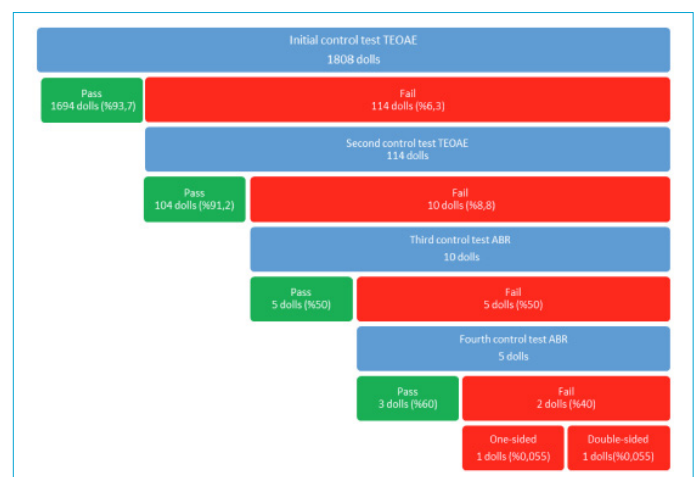 Initial control test TEOAE
1808 dolls
Pass
1694 dolls (%93,7)
Fail
114 dolls (%6,3)
Second control test TEOAE
114 dolls
Pass
104 dolls (%91,2)
Fail
10 dolls (%8,8)
Third control test ABR
10 dolls
Pass
5 dolls (%50)
Fail
5 dolls (%50)
Fourth control test ABR
5 dolls
Pass
3 dolls (%60)
Fail
2 dolls (%40)
One-sided
1 dolls (%0,055)
Double-sided
1 dolls(%0,055)